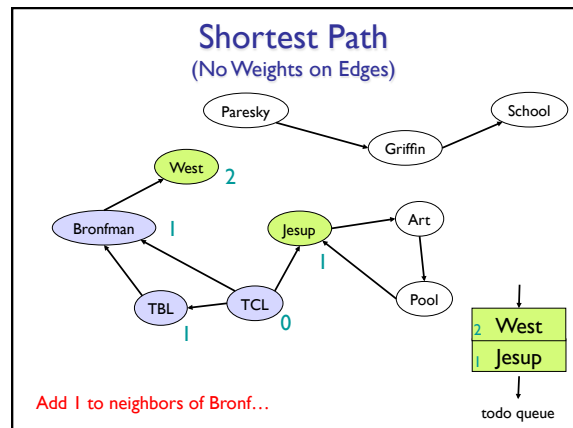 Shortest Path
(No Weights on Edges)
Paresky
School
Griffin
West
2
Bronfman
1
Jesup
1
Art
TBL
1
TCL
0
Pool
2 West
1 Jesup
Add 1 to neighbors of Bronf…
todo queue